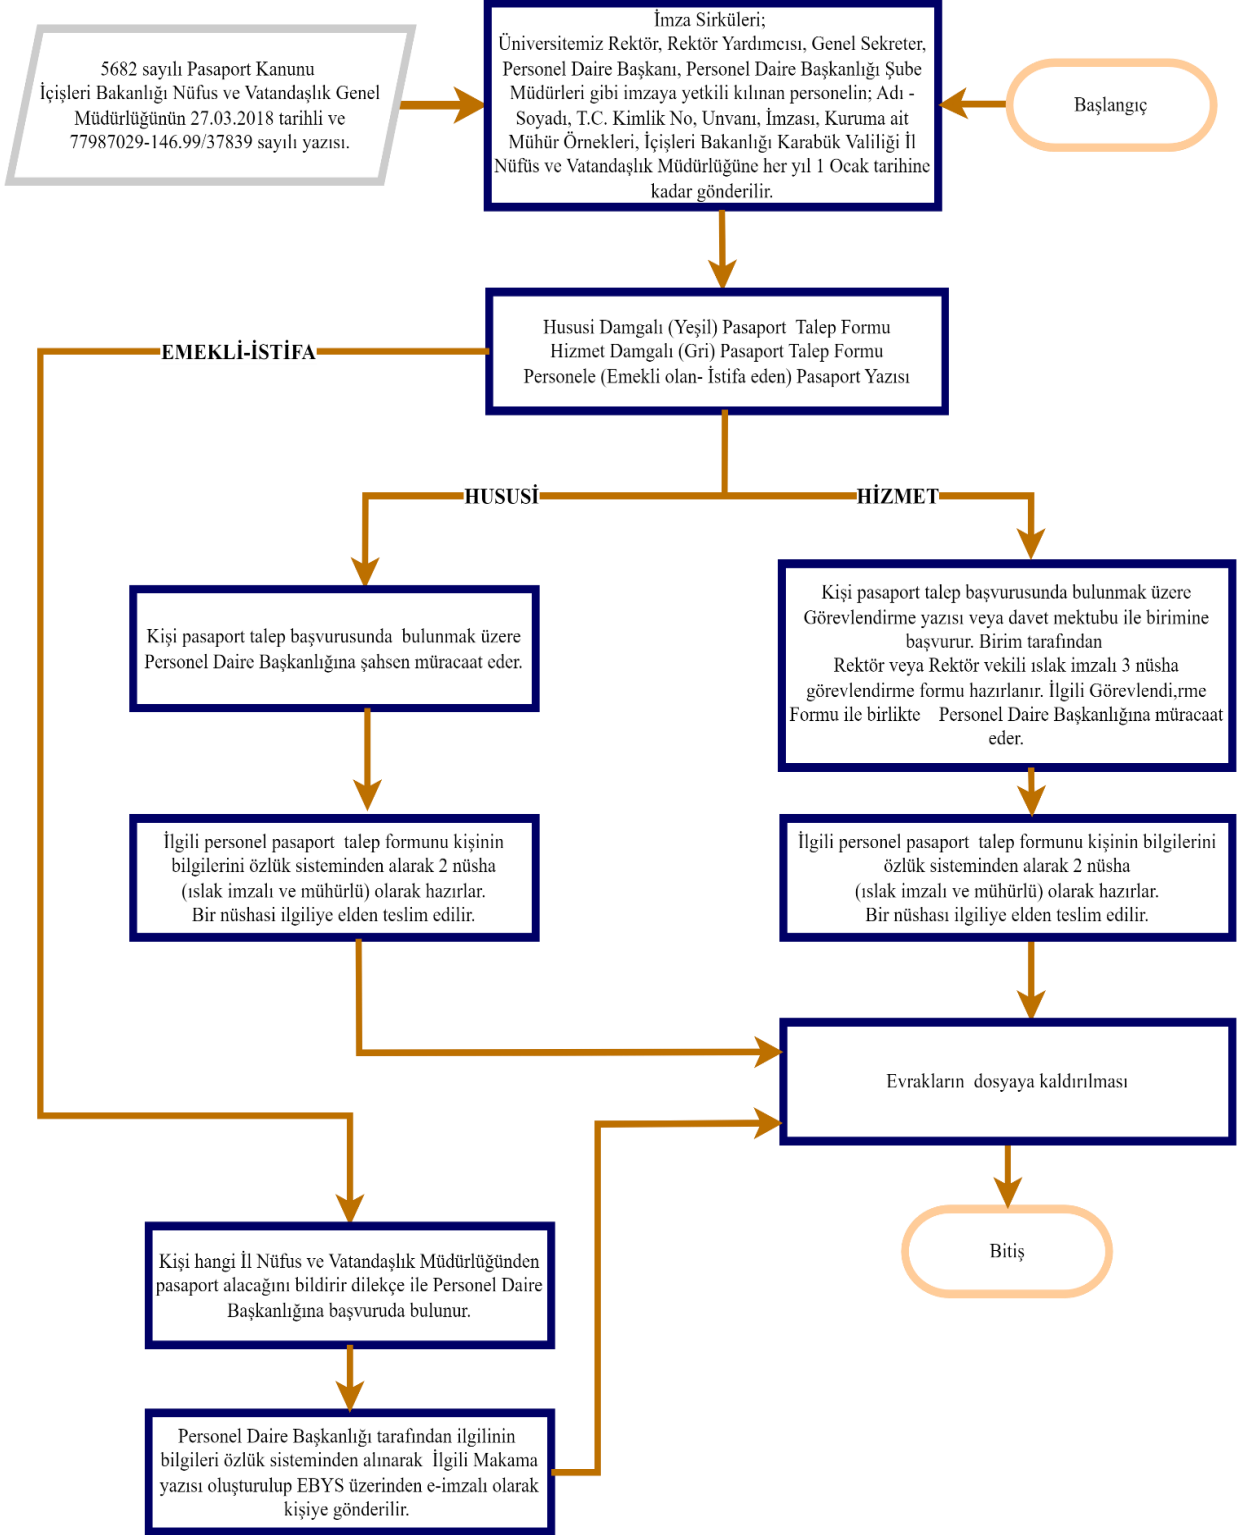 5682 sayılı Pasaport Kanunu
İçişleri Bakanlığı Nüfus ve Vatandaşlık Genel
Müdürlüğünün 27.03.2018 tarihli ve
77987029-146.99/37839 sayılı yazısı.
İmza Sirküleri;
Üniversitemiz Rektör, Rektör Yardımcısı, Genel Sekreter,
Personel Daire Başkanı, Personel Daire Başkanlığı Şube
Müdürleri gibi imzaya yetkili kılınan personelin; Adı -
Soyadı, T.C. Kimlik No, Unvanı, İmzası, Kuruma ait
Mühür Örnekleri, İçişleri Bakanlığı Karabük Valiliği İl
Nüfüs ve Vatandaşlık Müdürlüğüne her yıl 1 Ocak tarihine
kadar gönderilir.
Başlangıç
Hususi Damgalı (Yeşil) Pasaport Talep Formu
Hizmet Damgalı (Gri) Pasaport Talep Formu
Personele (Emekli olan- İstifa eden) Pasaport Yazısı
EMEKLİ-İSTİFA
HUSUSİ
HİZMET
Kişi pasaport talep başvurusunda bulunmak üzere
Personel Daire Başkanlığına şahsen müracaat eder.
Kişi pasaport talep başvurusunda bulunmak üzere
Görevlendirme yazısı veya davet mektubu ile birimine
başvurur. Birim tarafından
Rektör veya Rektör vekili ıslak imzalı 3 nüsha
görevlendirme formu hazırlanır. İlgili Görevlendi,rme
Formu ile birlikte Personel Daire Başkanlığına müracaat
eder.
İlgili personel pasaport talep formunu kişinin
bilgilerini özlük sisteminden alarak 2 nüsha
(ıslak imzalı ve mühürlü) olarak hazırlar.
Bir nüshasi ilgiliye elden teslim edilir.
İlgili personel pasaport talep formunu kişinin bilgilerini
özlük sisteminden alarak 2 nüsha
(ıslak imzalı ve mühürlü) olarak hazırlar.
Bir nüshası ilgiliye elden teslim edilir.
Evrakların dosyaya kaldırılması
Bitiş
Kişi hangi İl Nüfus ve Vatandaşlık Müdürlüğünden
pasaport alacağını bildirir dilekçe ile Personel Daire
Başkanlığına başvuruda bulunur.
Personel Daire Başkanlığı tarafından ilgilinin
bilgileri özlük sisteminden alınarak İlgili Makama
yazısı oluşturulup EBYS üzerinden e-imzalı olarak
kişiye gönderilir.